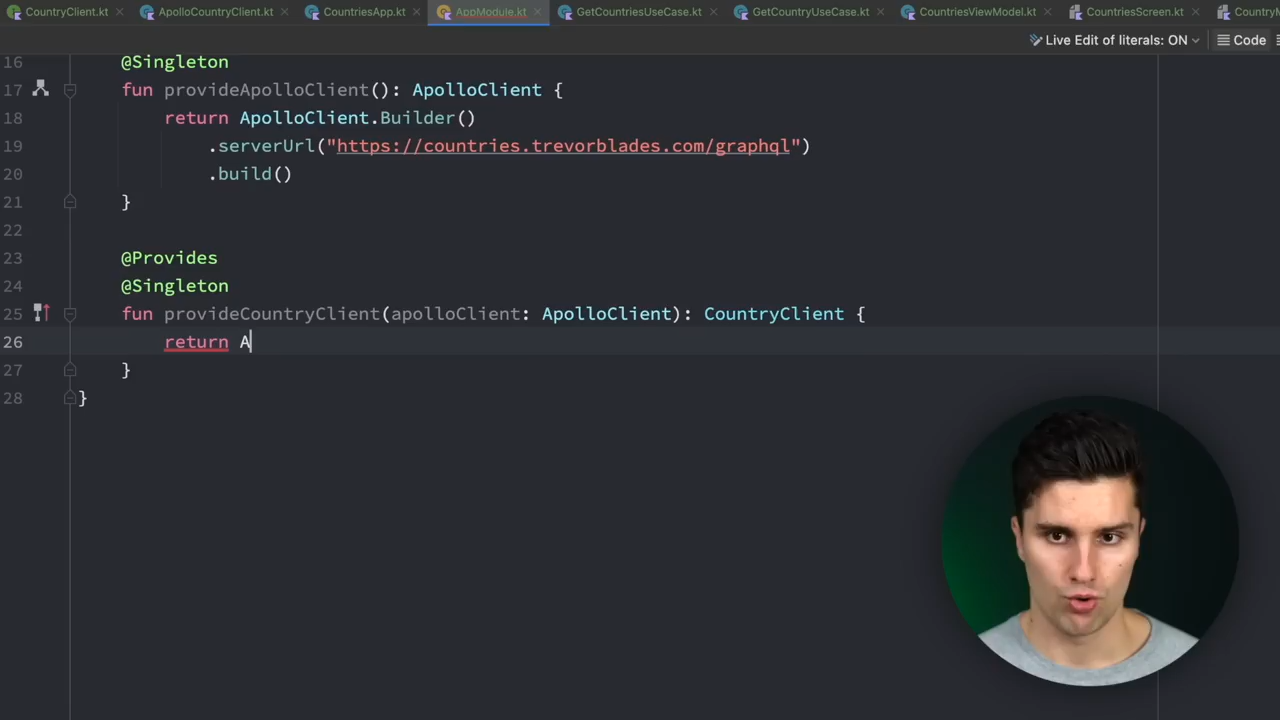 CountryClient.kt ApolloCountryClient.kt CountriesApp.kt AppModule.kt GetCountriesUseCase.kt GetCountryUseCase.kt CountriesViewModel.kt CountriesScreen.kt CountryM
Live Edit of literals: ON Code
16 @Singleton
17 fun provideApolloClient(): ApolloClient {
18 return ApolloClient.Builder()
19 .serverUrl("https://countries.trevorblades.com/graphql")
20 .build()
21 }
22
23 @Provides
24 @Singleton
25 fun provideCountryClient(apolloClient: ApolloClient): CountryClient {
26 return A
27 }
28 }